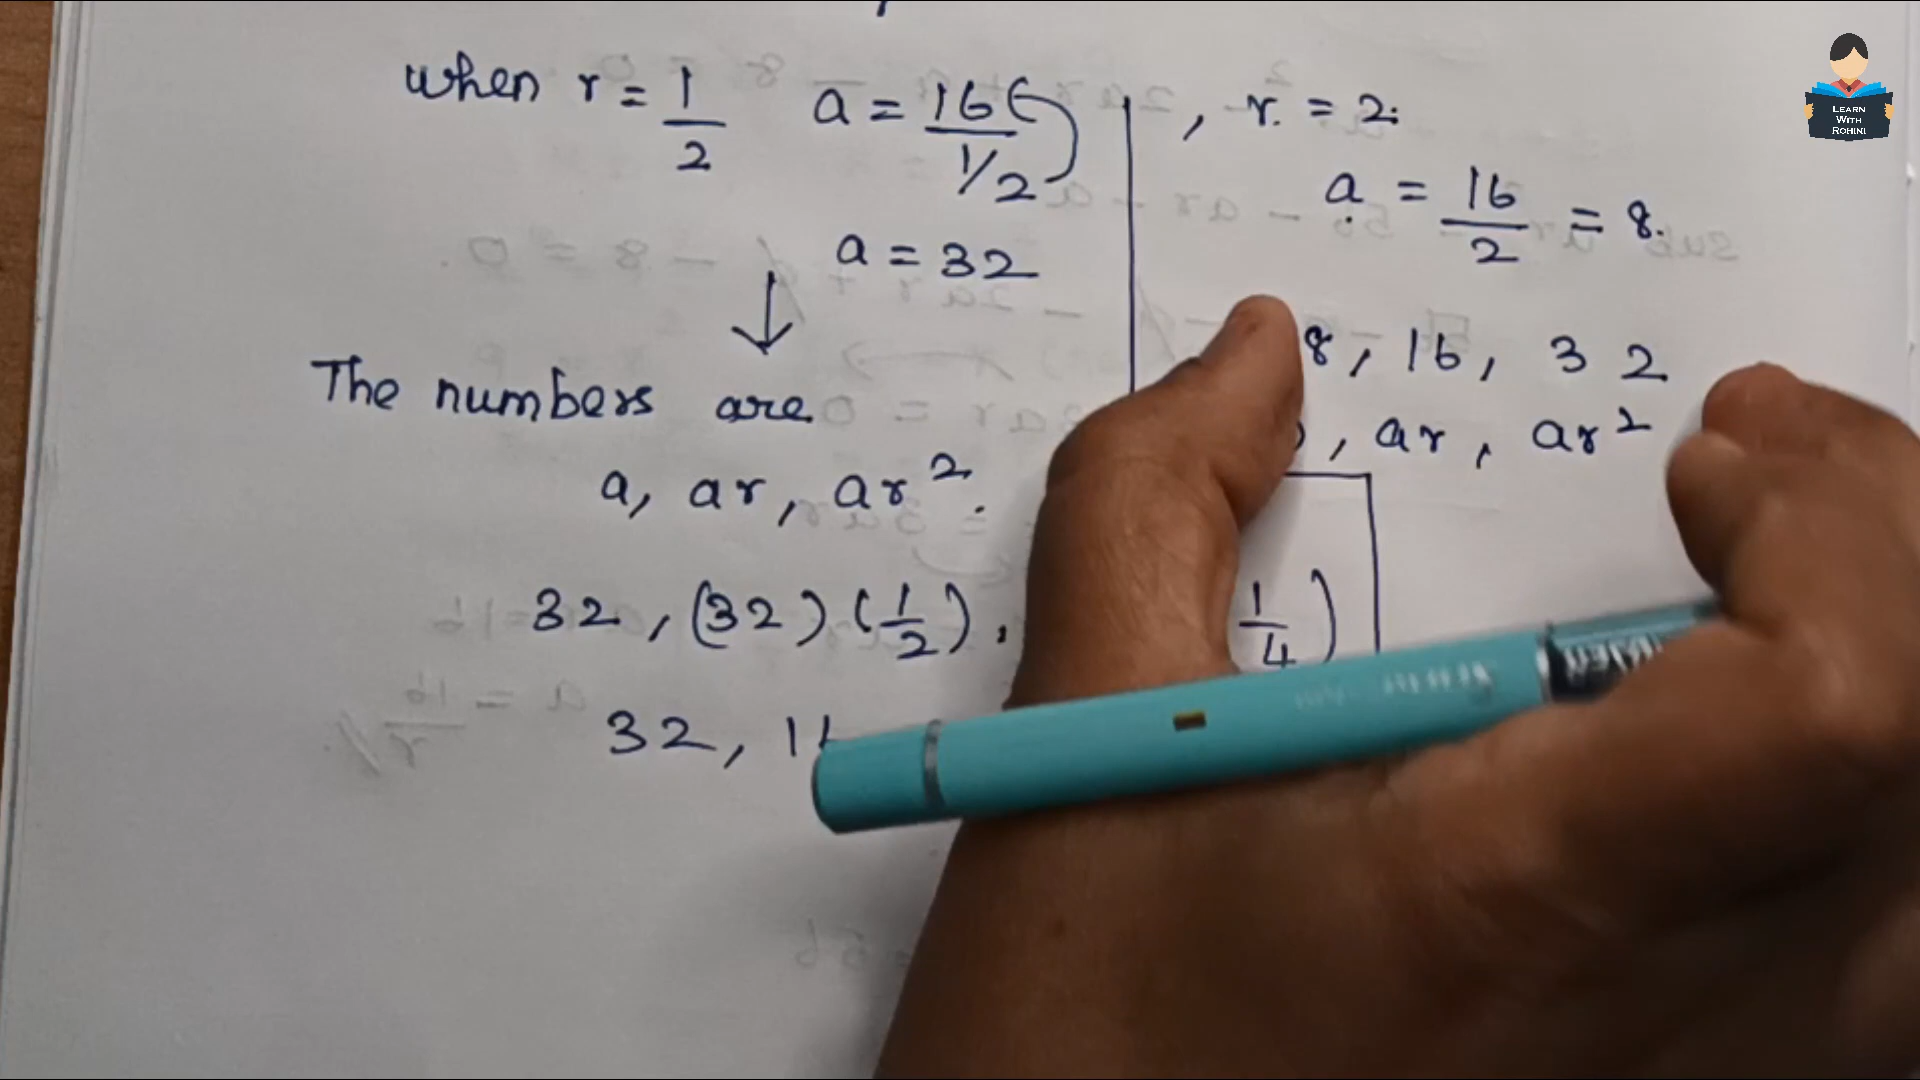 when r = 1/2 a = 16/1/2
a = 32
The numbers are
a, ar, ar².
32, (32) (1/2), 1/4)
32, 16
, r = 2.
a = 16/2 = 8.
8, 16, 32
, ar, ar²
LEARN
WITH
ROHINI